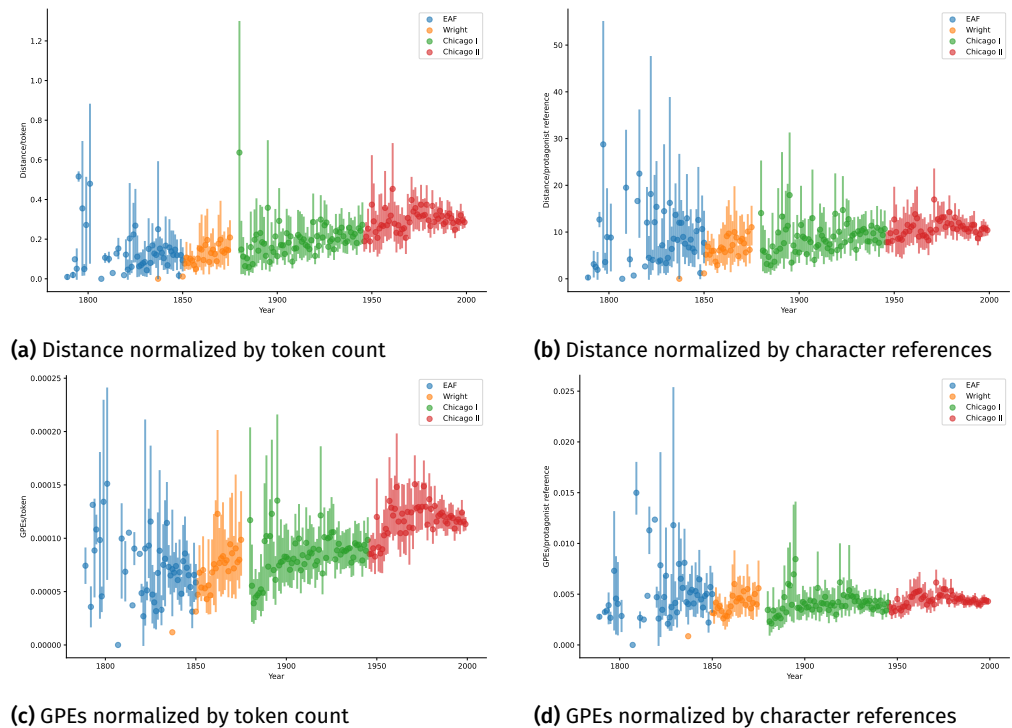 EAF
Wright
Chicago I
Chicago II
1.2
1.0
0.8
0.6
0.4
0.2
0.0
Distance/token
1800 1850 1900 1950 2000
Year
(a) Distance normalized by token count
EAF
Wright
Chicago I
Chicago II
50
40
30
20
10
0
Distance/protagonist reference
1800 1850 1900 1950 2000
Year
(b) Distance normalized by character references
EAF
Wright
Chicago I
Chicago II
0.00025
0.00020
0.00015
0.00010
0.00005
0.00000
GPEs/token
1800 1850 1900 1950 2000
Year
(c) GPEs normalized by token count
EAF
Wright
Chicago I
Chicago II
0.025
0.020
0.015
0.010
0.005
0.000
GPEs/protagonist reference
1800 1850 1900 1950 2000
Year
(d) GPEs normalized by character references